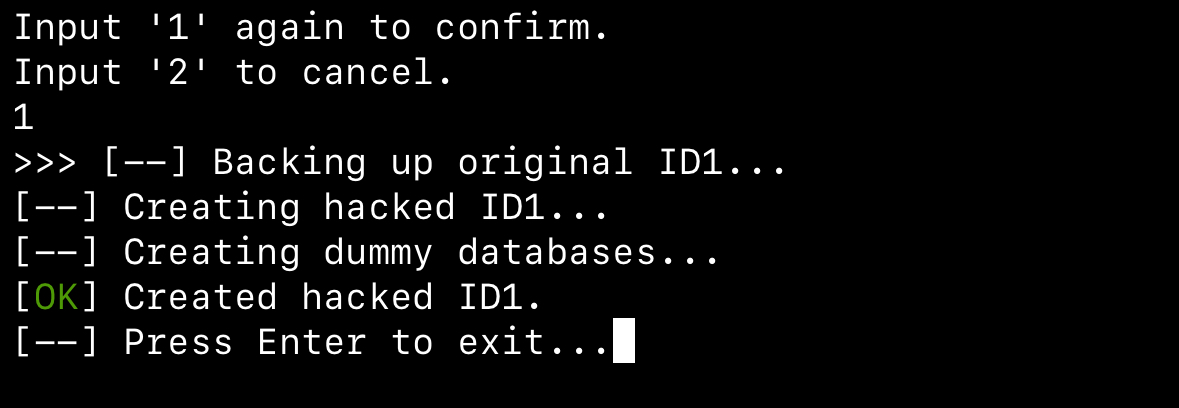 Input '1' again to confirm.
Input '2' to cancel.
1
>>> [--] Backing up original ID1...
[--] Creating hacked ID1...
[--] Creating dummy databases...
[OK] Created hacked ID1.
[--] Press Enter to exit...